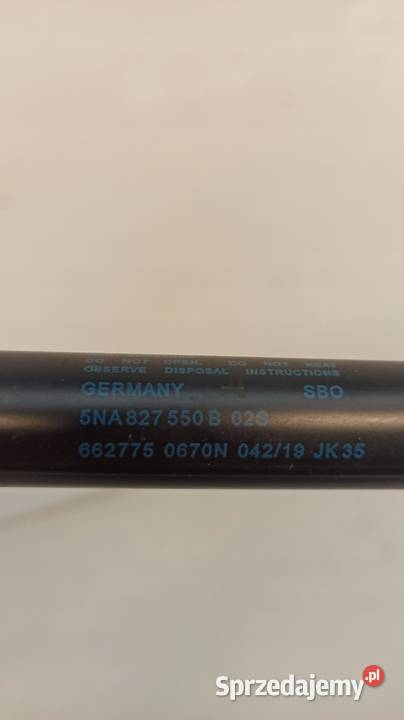 DO NOT OPEN. DO NOT HEAT
OBSERVE DISPOSAL INSTRUCTIONS
GERMANY SBO
5NA 827 550 B 02S
662775 0670N 042/19 JK35
Sprzedajemy.pl